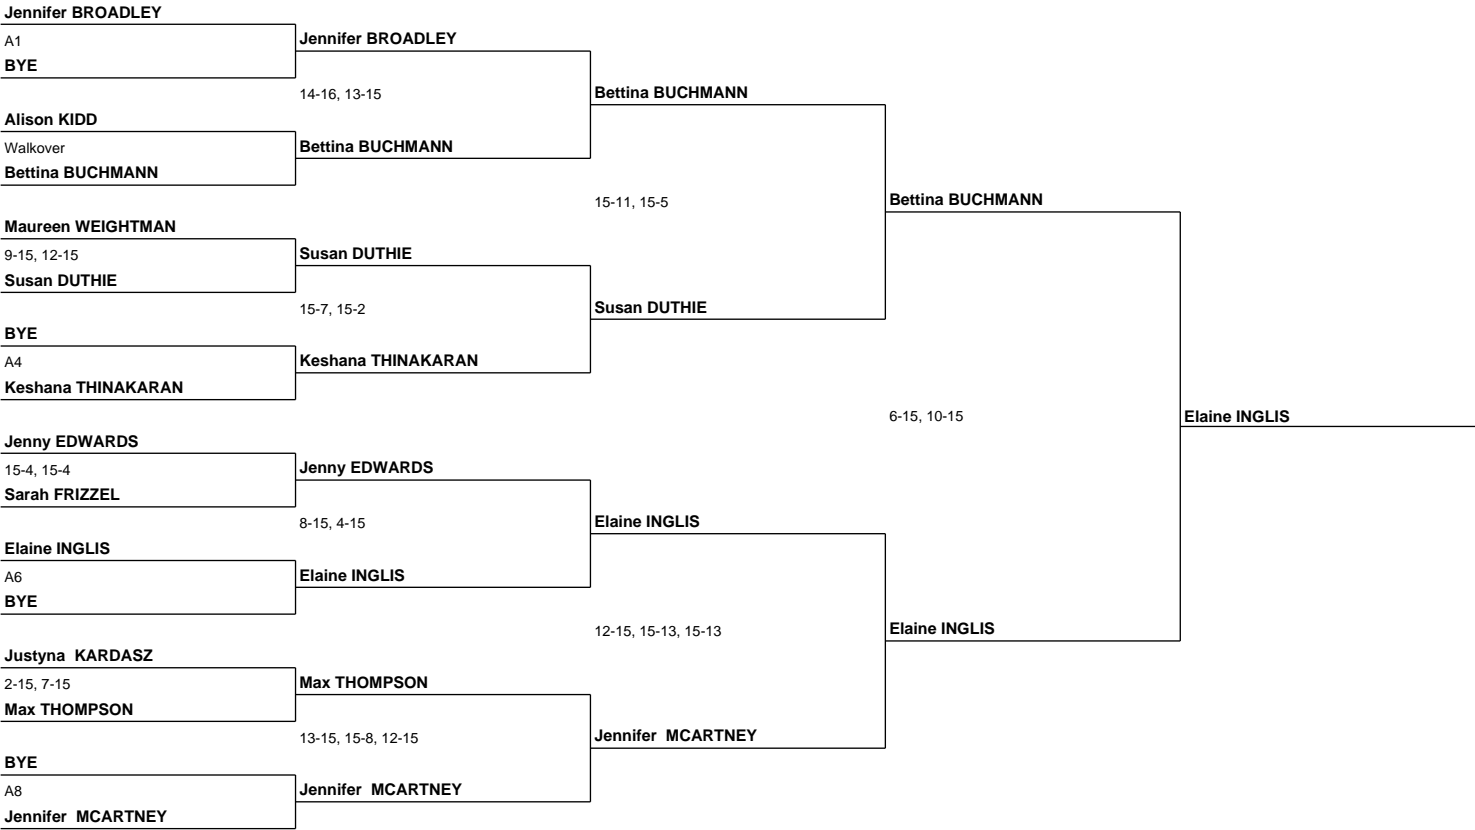 Jennifer BROADLEY
A1
BYE
Jennifer BROADLEY
14-16, 13-15
Alison KIDD
Walkover
Bettina BUCHMANN
Bettina BUCHMANN
Bettina BUCHMANN
15-11, 15-5
Maureen WEIGHTMAN
9-15, 12-15
Susan DUTHIE
Susan DUTHIE
15-7, 15-2
BYE
A4
Keshana THINAKARAN
Keshana THINAKARAN
Susan DUTHIE
Bettina BUCHMANN
6-15, 10-15
Jenny EDWARDS
15-4, 15-4
Sarah FRIZZEL
Jenny EDWARDS
8-15, 4-15
Elaine INGLIS
A6
BYE
Elaine INGLIS
Elaine INGLIS
12-15, 15-13, 15-13
Justyna  KARDASZ
2-15, 7-15
Max THOMPSON
Max THOMPSON
13-15, 15-8, 12-15
BYE
A8
Jennifer  MCARTNEY
Jennifer  MCARTNEY
Jennifer  MCARTNEY
Elaine INGLIS
Elaine INGLIS